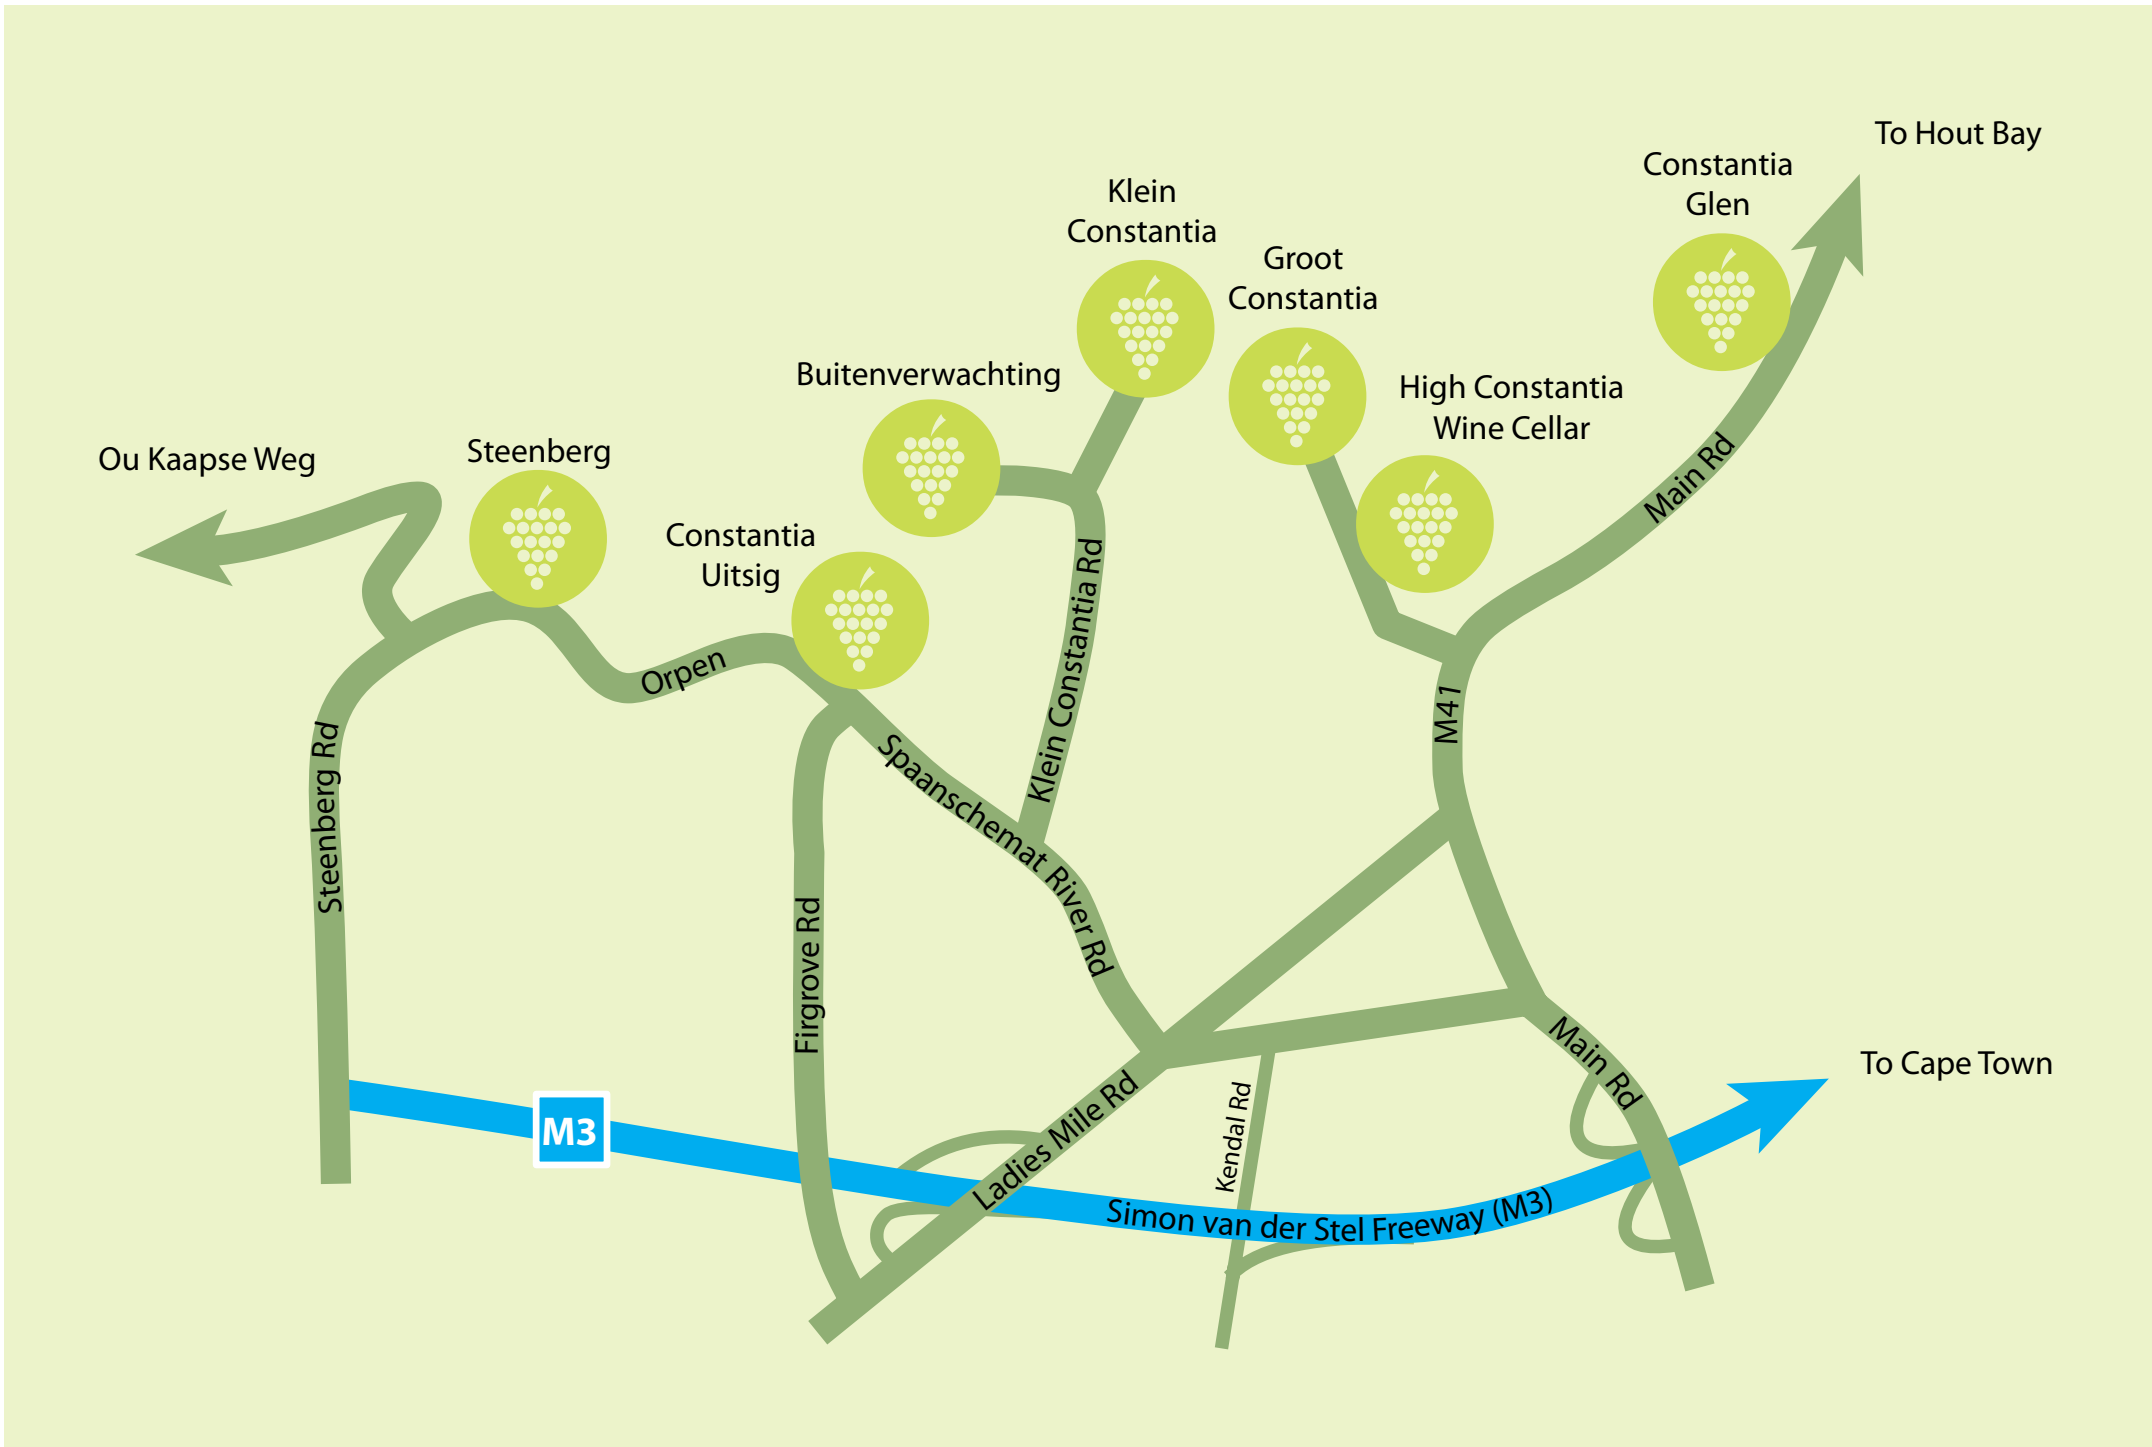 To Hout Bay
Constantia
Glen
Klein
Constantia
Groot
Constantia
Buitenverwachting
High Constantia
Wine Cellar
Ou Kaapse Weg
Steenberg
Constantia
Uitsig
Main Rd
Orpen
Klein Constantia Rd
M41
Steenberg Rd
Spaanschemat River Rd
Firgrove Rd
Main Rd
To Cape Town
Ladies Mile Rd
Kendal Rd
M3
Simon van der Stel Freeway (M3)